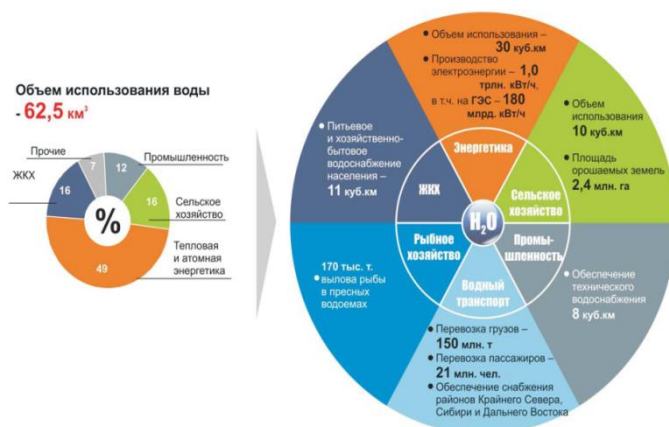 Объем использования воды
- 62,5 км³
Прочие
ЖКХ
7
12
Промышленность
16
16
Сельское
хозяйство
%
Тепловая
и атомная
энергетика
49
• Объем использования –
30 куб.км
• Производство
электроэнергии – 1,0
трлн. кВт/ч,
в т.ч. на ГЭС – 180
млрд. кВт/ч
Энергетика
• Объем
использования
10 куб.км
• Площадь
орошаемых земель
2,4 млн. га
Сельское
хозяйство
• Питьевое
и хозяйственно-
бытовое
водоснабжение
населения –
11 куб.км
ЖКХ
H₂O
Рыбное
хозяйство
170 тыс. т.
• вылова рыбы
в пресных
водоемах
Промы-
шленность
• Обеспечение
технического
водоснабжения
8 куб.км
Водный
транспорт
• Перевозка грузов –
150 млн. т
• Перевозка пассажиров –
21 млн. чел.
• Обеспечение снабжения
районов Крайнего Севера,
Сибири и Дальнего Востока